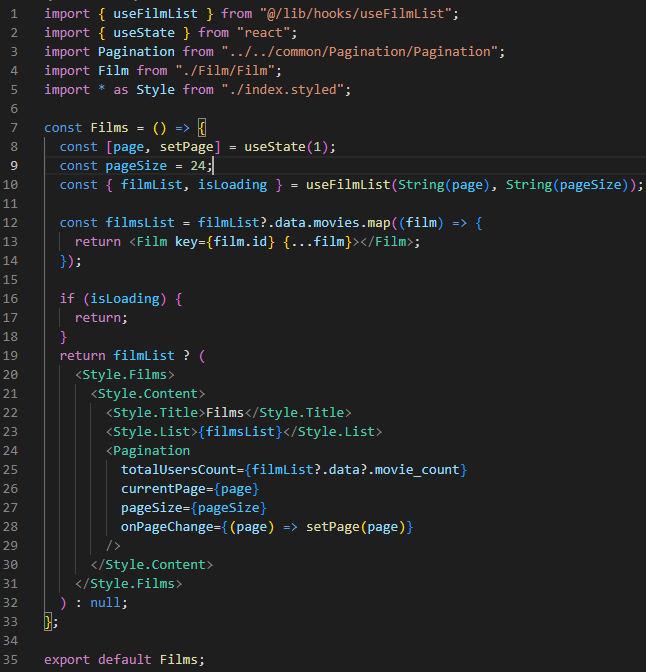 1 import { useFilmList } from "@/lib/hooks/useFilmList";
2 import { useState } from "react";
3 import Pagination from "../../common/Pagination/Pagination";
4 import Film from "./Film/Film";
5 import * as Style from "./index.styled";
6
7 const Films = () => {
8   const [page, setPage] = useState(1);
9   const pageSize = 24;
10   const { filmList, isLoading } = useFilmList(String(page), String(pageSize));
11
12   const filmsList = filmList?.data.movies.map((film) => {
13     return <Film key={film.id} {...film}></Film>;
14   });
15
16   if (isLoading) {
17     return;
18   }
19   return filmList ? (
20     <Style.Films>
21       <Style.Content>
22         <Style.Title>Films</Style.Title>
23         <Style.List>{filmsList}</Style.List>
24         <Pagination
25           totalUsersCount={filmList?.data?.movie_count}
26           currentPage={page}
27           pageSize={pageSize}
28           onPageChange={(page) => setPage(page)}
29         />
30       </Style.Content>
31     </Style.Films>
32   ) : null;
33 };
34
35 export default Films;